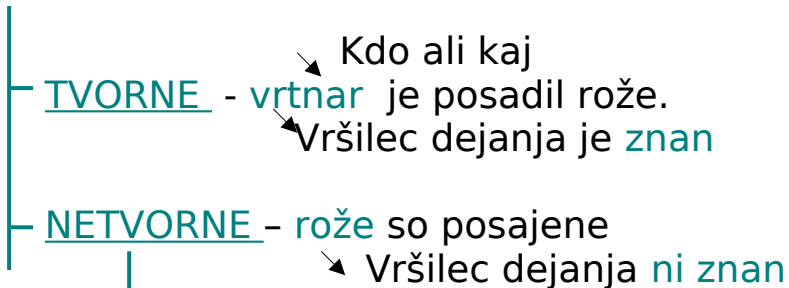 Kdo ali kaj
TVORNE - vrtnar je posadil rože.
Vršilec dejanja je znan
NETVORNE – rože so posajene
Vršilec dejanja ni znan